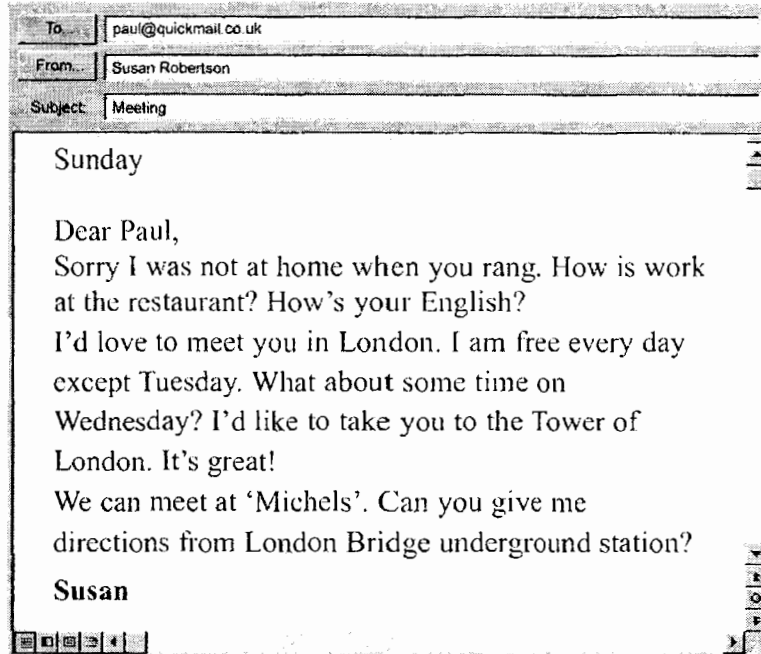 To... paul@quickmail.co.uk
From... Susan Robertson
Subject: Meeting
Sunday
Dear Paul,
Sorry I was not at home when you rang. How is work
at the restaurant? How's your English?
I'd love to meet you in London. I am free every day
except Tuesday. What about some time on
Wednesday? I'd like to take you to the Tower of
London. It's great!
We can meet at ‘Michels’. Can you give me
directions from London Bridge underground station?
Susan